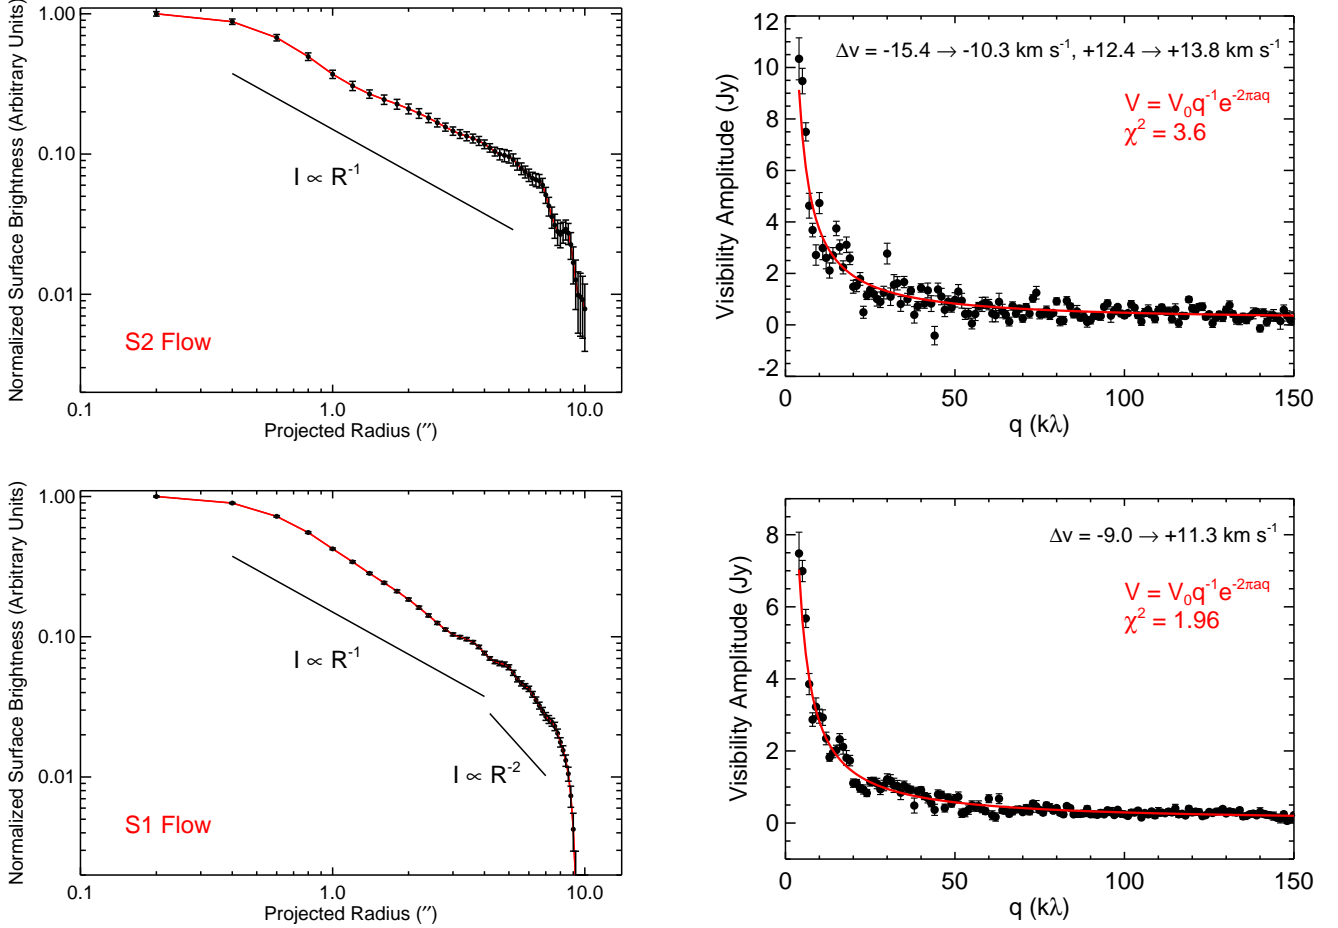 Normalized Surface Brightness (Arbitrary Units)
1.00
0.10
0.01
I ∝ R⁻¹
S2 Flow
0.1 1.0 10.0
Projected Radius (″)
Visibility Amplitude (Jy)
12
10
8
6
4
2
0
-2
Δv = -15.4 → -10.3 km s⁻¹, +12.4 → +13.8 km s⁻¹
V = V₀q⁻¹e⁻²πᵃq
χ² = 3.6
0 50 100 150
q (kλ)
Normalized Surface Brightness (Arbitrary Units)
1.00
0.10
0.01
I ∝ R⁻¹
I ∝ R⁻²
S1 Flow
0.1 1.0 10.0
Projected Radius (″)
Visibility Amplitude (Jy)
8
6
4
2
0
Δv = -9.0 → +11.3 km s⁻¹
V = V₀q⁻¹e⁻²πᵃq
χ² = 1.96
0 50 100 150
q (kλ)